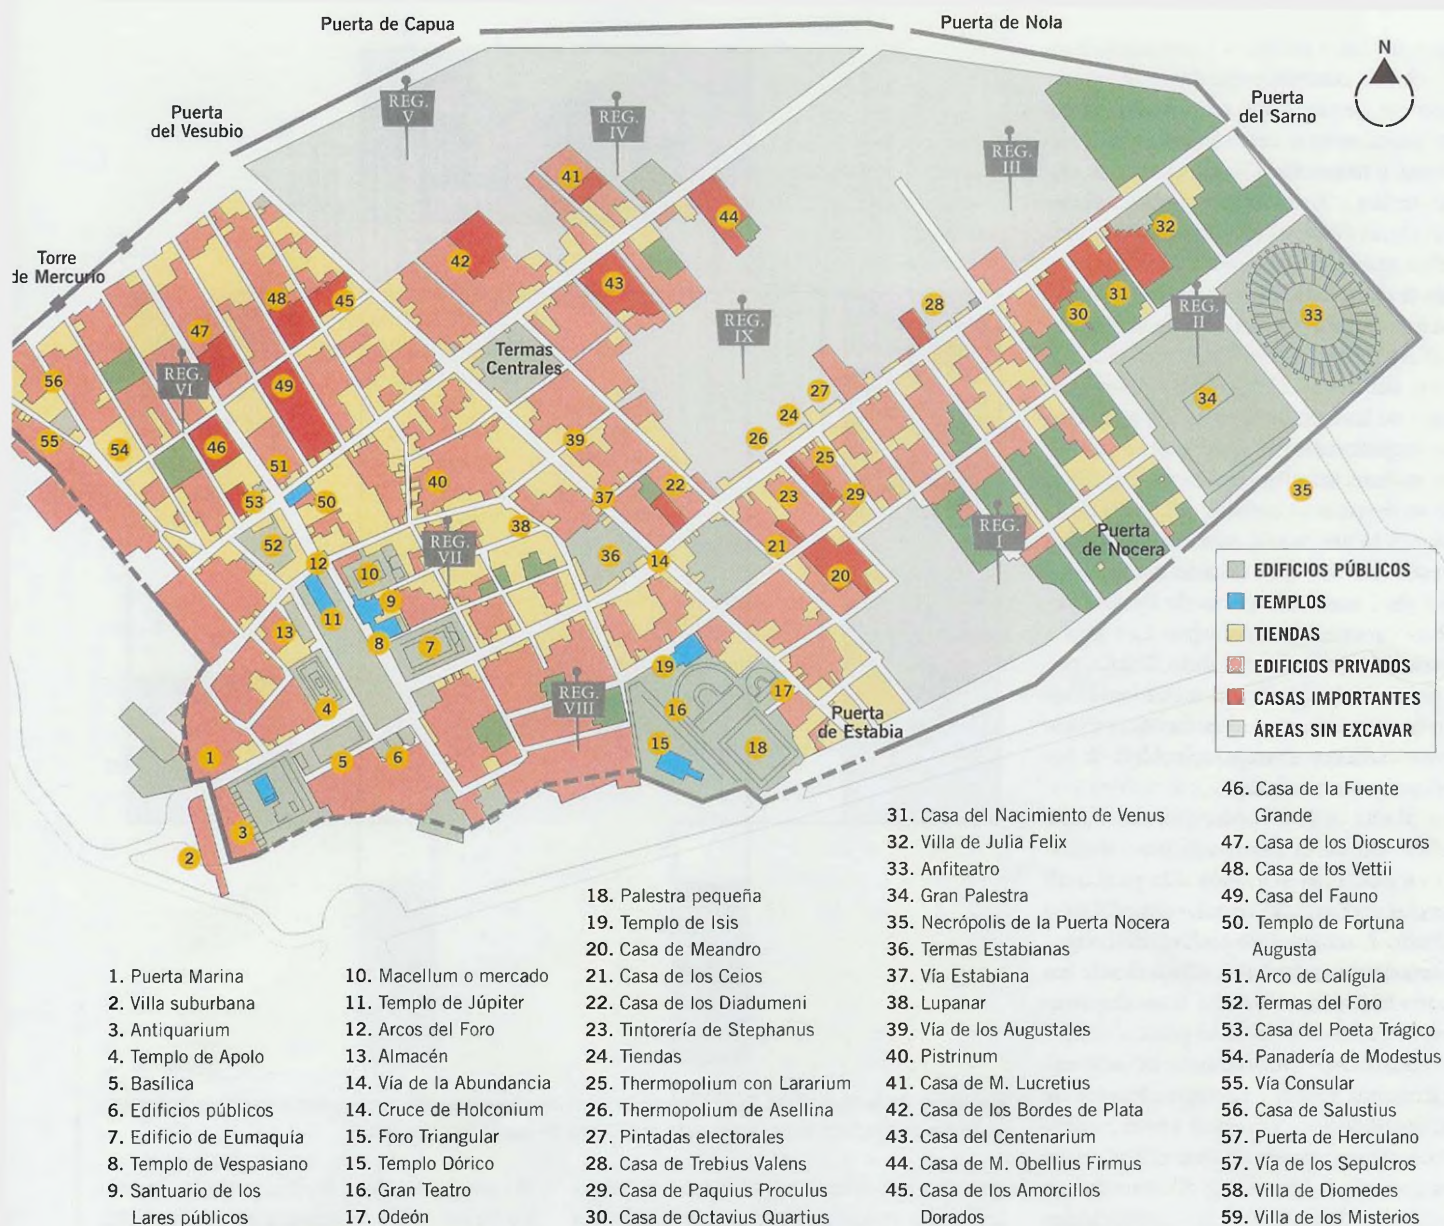 Puerta de Capua
Puerta de Nola
N
Puerta
del Vesubio
Puerta
del Sarno
REG.
V
REG.
IV
REG.
III
41
44
32
Torre
de Mercurio
42
43
48
45
47
28
31
30
REG.
II
33
REG.
IX
Termas
Centrales
56
REG.
VI
49
27
34
24
55
54
46
39
26
25
51
40
22
23
29
35
53
50
37
38
REG.
VII
52
36
14
21
REG.
I
Puerta
de Nocera
12
10
20
9
11
13
8
7
19
17
REG.
VIII
16
4
Puerta
de Estabia
15
18
1
5
6
3
2
EDIFICIOS PÚBLICOS
TEMPLOS
TIENDAS
EDIFICIOS PRIVADOS
CASAS IMPORTANTES
ÁREAS SIN EXCAVAR
1. Puerta Marina
2. Villa suburbana
3. Antiquarium
4. Templo de Apolo
5. Basílica
6. Edificios públicos
7. Edificio de Eumaquía
8. Templo de Vespasiano
9. Santuario de los
Lares públicos
10. Macellum o mercado
11. Templo de Júpiter
12. Arcos del Foro
13. Almacén
14. Vía de la Abundancia
14. Cruce de Holconium
15. Foro Triangular
15. Templo Dórico
16. Gran Teatro
17. Odeón
18. Palestra pequeña
19. Templo de Isis
20. Casa de Meandro
21. Casa de los Ceios
22. Casa de los Diadumeni
23. Tintorería de Stephanus
24. Tiendas
25. Thermopolium con Lararium
26. Thermopolium de Asellina
27. Pintadas electorales
28. Casa de Trebius Valens
29. Casa de Paquius Proculus
30. Casa de Octavius Quartius
31. Casa del Nacimiento de Venus
32. Villa de Julia Felix
33. Anfiteatro
34. Gran Palestra
35. Necrópolis de la Puerta Nocera
36. Termas Estabianas
37. Vía Estabiana
38. Lupanar
39. Vía de los Augustales
40. Pistrinum
41. Casa de M. Lucretius
42. Casa de los Bordes de Plata
43. Casa del Centenarium
44. Casa de M. Obellius Firmus
45. Casa de los Amorcillos
Dorados
46. Casa de la Fuente
Grande
47. Casa de los Dioscuros
48. Casa de los Vettii
49. Casa del Fauno
50. Templo de Fortuna
Augusta
51. Arco de Calígula
52. Termas del Foro
53. Casa del Poeta Trágico
54. Panadería de Modestus
55. Vía Consular
56. Casa de Salustius
57. Puerta de Herculano
57. Vía de los Sepulcros
58. Villa de Diomedes
59. Villa de los Misterios